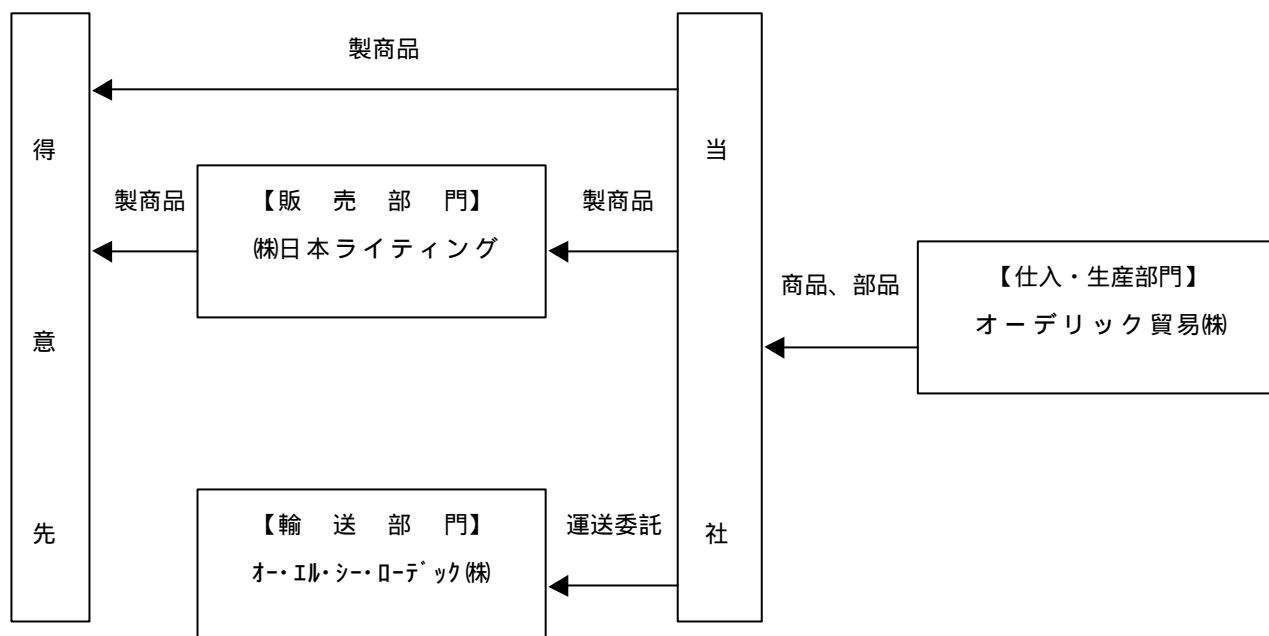 製商品
得意先
当社
製商品
【販売部門】
㈱日本ライティング
製商品
商品、部品
【仕入・生産部門】
オーデリック貿易㈱
【輸送部門】
ｵｰ･ｴﾙ･ｼｰ･ﾛｰﾃﾞｯｸ㈱
運送委託